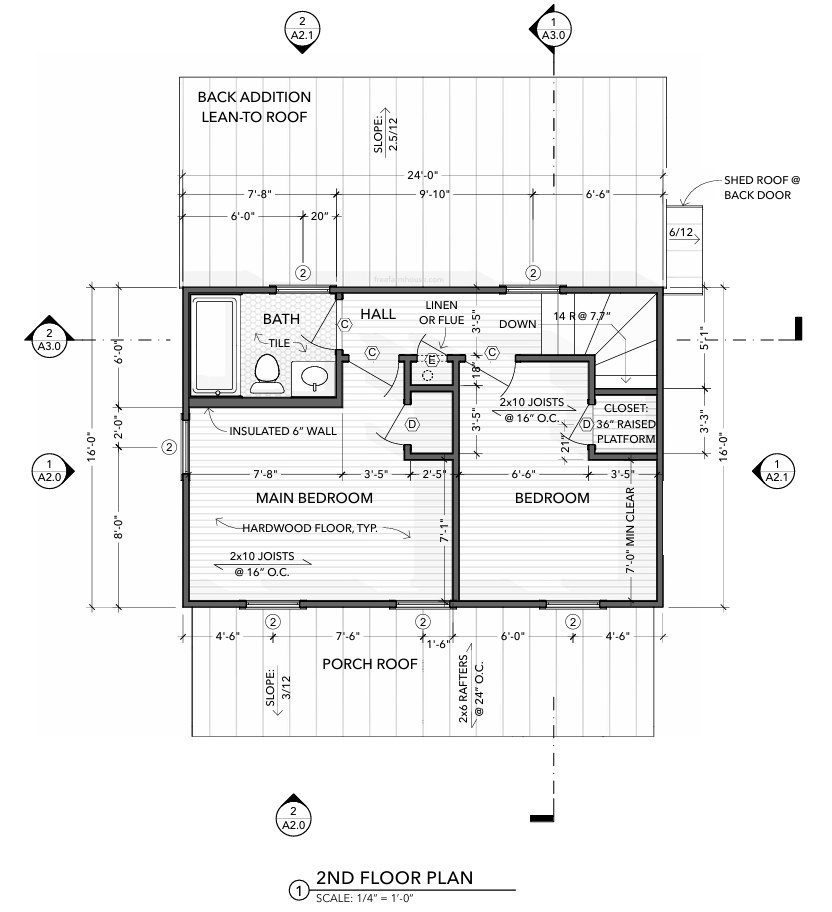 2
A2.1
1
A3.0
BACK ADDITION
LEAN-TO ROOF
SLOPE:
2.5/12
24'-0"
7'-8"
9'-10"
6'-6"
6'-0"
20"
SHED ROOF @
BACK DOOR
6/12
2
2
freefarmhouse.com
BATH
TILE
HALL
LINEN
OR FLUE
DOWN
14 R @ 7.7"
3'-5"
18"
3'-5"
C
C
E
C
2
A3.0
6'-0"
2'-0"
16'-0"
8'-0"
5'-1"
3'-3"
16'-0"
2x10 JOISTS
@ 16" O.C.
21"
D
D
CLOSET:
36" RAISED
PLATFORM
INSULATED 6" WALL
2
1
A2.0
1
A2.1
7'-8"
3'-5"
2'-5"
6'-6"
3'-5"
MAIN BEDROOM
BEDROOM
HARDWOOD FLOOR, TYP.
7'-1"
7'-0" MIN CLEAR
2x10 JOISTS
@ 16" O.C.
2
2
2
4'-6"
7'-6"
1'-6"
6'-0"
4'-6"
PORCH ROOF
SLOPE:
3/12
2x6 RAFTERS
@ 24" O.C.
2
A2.0
1
2ND FLOOR PLAN
SCALE: 1/4" = 1'-0"